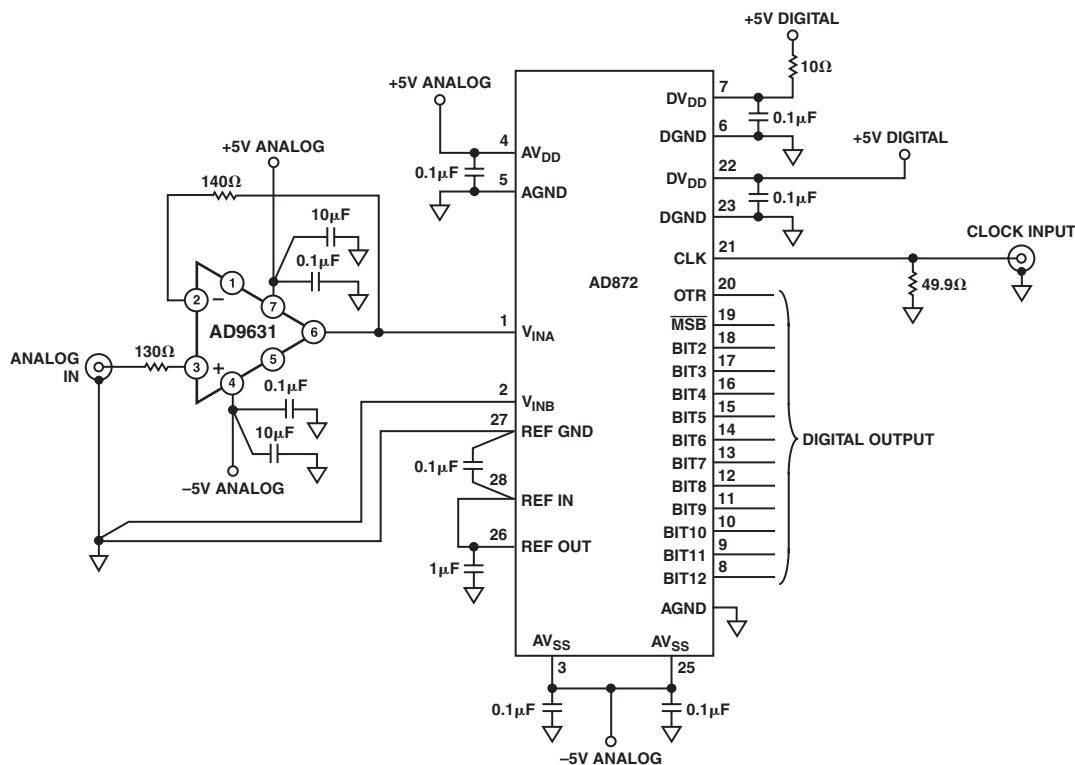 +5V DIGITAL
10Ω
+5V ANALOG
7
DVDD
0.1µF
6
DGND
+5V DIGITAL
4
AVDD
0.1µF
5
AGND
22
DVDD
0.1µF
23
DGND
+5V ANALOG
140Ω
10µF
0.1µF
CLOCK INPUT
21
CLK
49.9Ω
AD872
20
OTR
1
2
–
7
AD9631
6
5
3
+
4
ANALOG
IN
130Ω
0.1µF
10µF
–5V ANALOG
1
VINA
2
VINB
27
REF GND
0.1µF
28
REF IN
26
REF OUT
1µF
19
MSB
18
BIT2
17
BIT3
16
BIT4
15
BIT5
14
BIT6
13
BIT7
12
BIT8
11
BIT9
10
BIT10
9
BIT11
8
BIT12
DIGITAL OUTPUT
AGND
AVSS
3
AVSS
25
0.1µF
0.1µF
–5V ANALOG